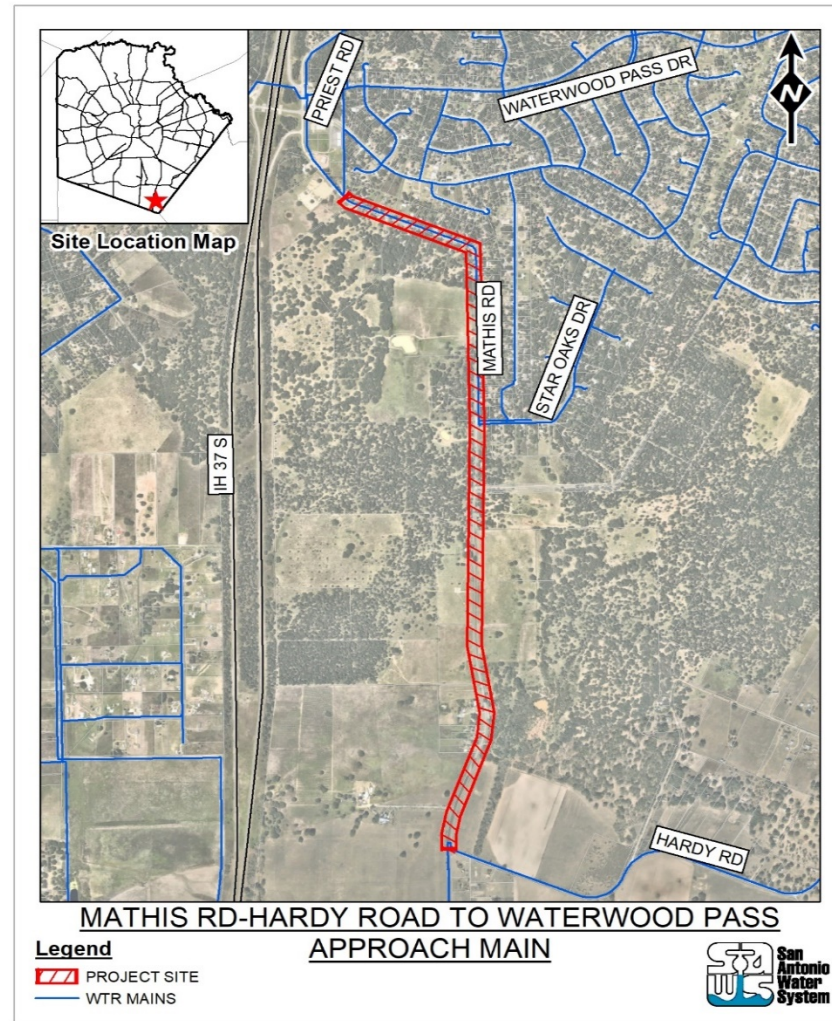 Site Location Map
PRIEST RD
WATERWOOD PASS DR
N
MATHIS RD
STAR OAKS DR
IH 37 S
HARDY RD
MATHIS RD-HARDY ROAD TO WATERWOOD PASS
APPROACH MAIN
Legend
PROJECT SITE
WTR MAINS
SAWS
San
Antonio
Water
System